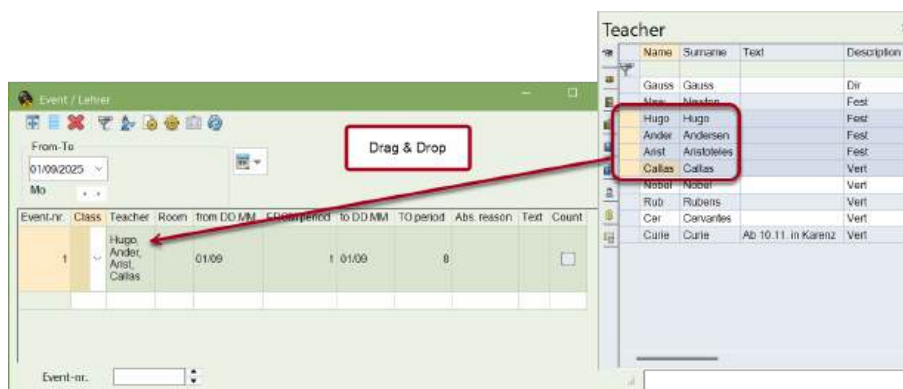 Teacher
Name Surname Text Description
Gauss Gauss Dir
New Newton Fest
Hugo Hugo Fest
Ander Andersen Fest
Arist Aristoteles Fest
Callas Callas Vert
Nobel Nobel Vert
Rub Rubens Vert
Cer Cervantes Vert
Curie Curie Ab 10.11. in Karenz Vert
Event / Lehrer
From-To
01/09/2025
Mo
Drag & Drop
Event-nr. Class Teacher Room from DD.MM. FROM period to DD.MM TO period Abs. reason Text Count
1 Hugo, 01/09 1 01/09 8
Ander,
Arist,
Callas
Event-nr.